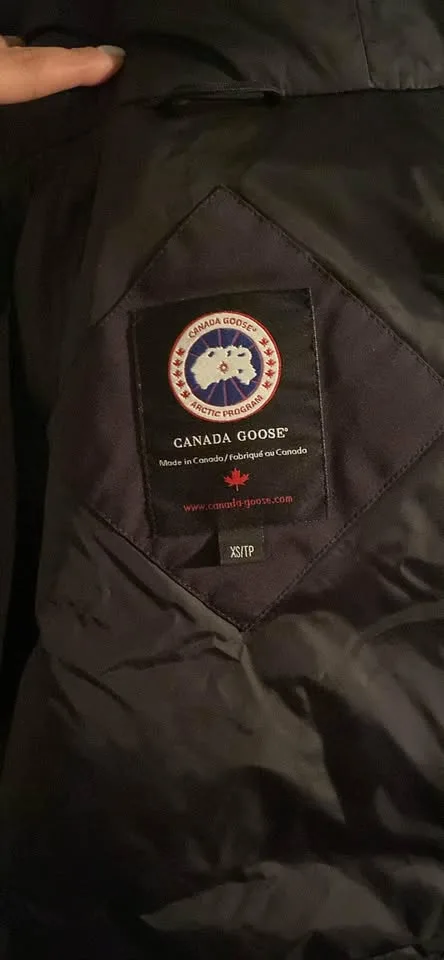 CANADA GOOSE®
ARCTIC PROGRAM
CANADA GOOSE®
Made in Canada / Fabriqué au Canada
www.canada-goose.com
XS/TP